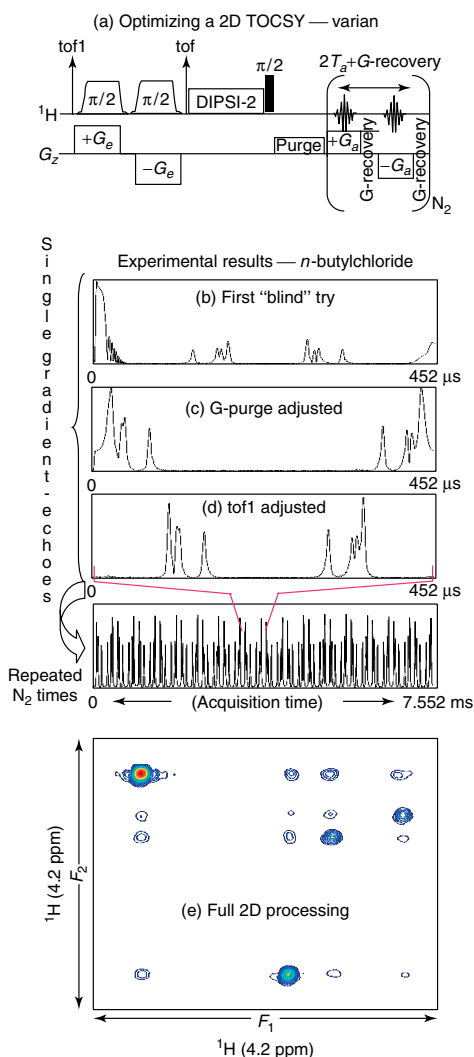 (a) Optimizing a 2D TOCSY — varian
tof1
tof
π/2
π/2
DIPSI-2
π/2
2Tₐ+G-recovery
¹H
G_z
+Gₑ
−Gₑ
Purge
+Gₐ
G-recovery
−Gₐ
G-recovery
N₂
Single gradient-echoes
Experimental results — n-butylchloride
(b) First "blind" try
0
452 µs
(c) G-purge adjusted
0
452 µs
(d) tof1 adjusted
0
452 µs
Repeated
N₂ times
0
(Acquisition time)
7.552 ms
¹H (4.2 ppm)
F₂
(e) Full 2D processing
F₁
¹H (4.2 ppm)